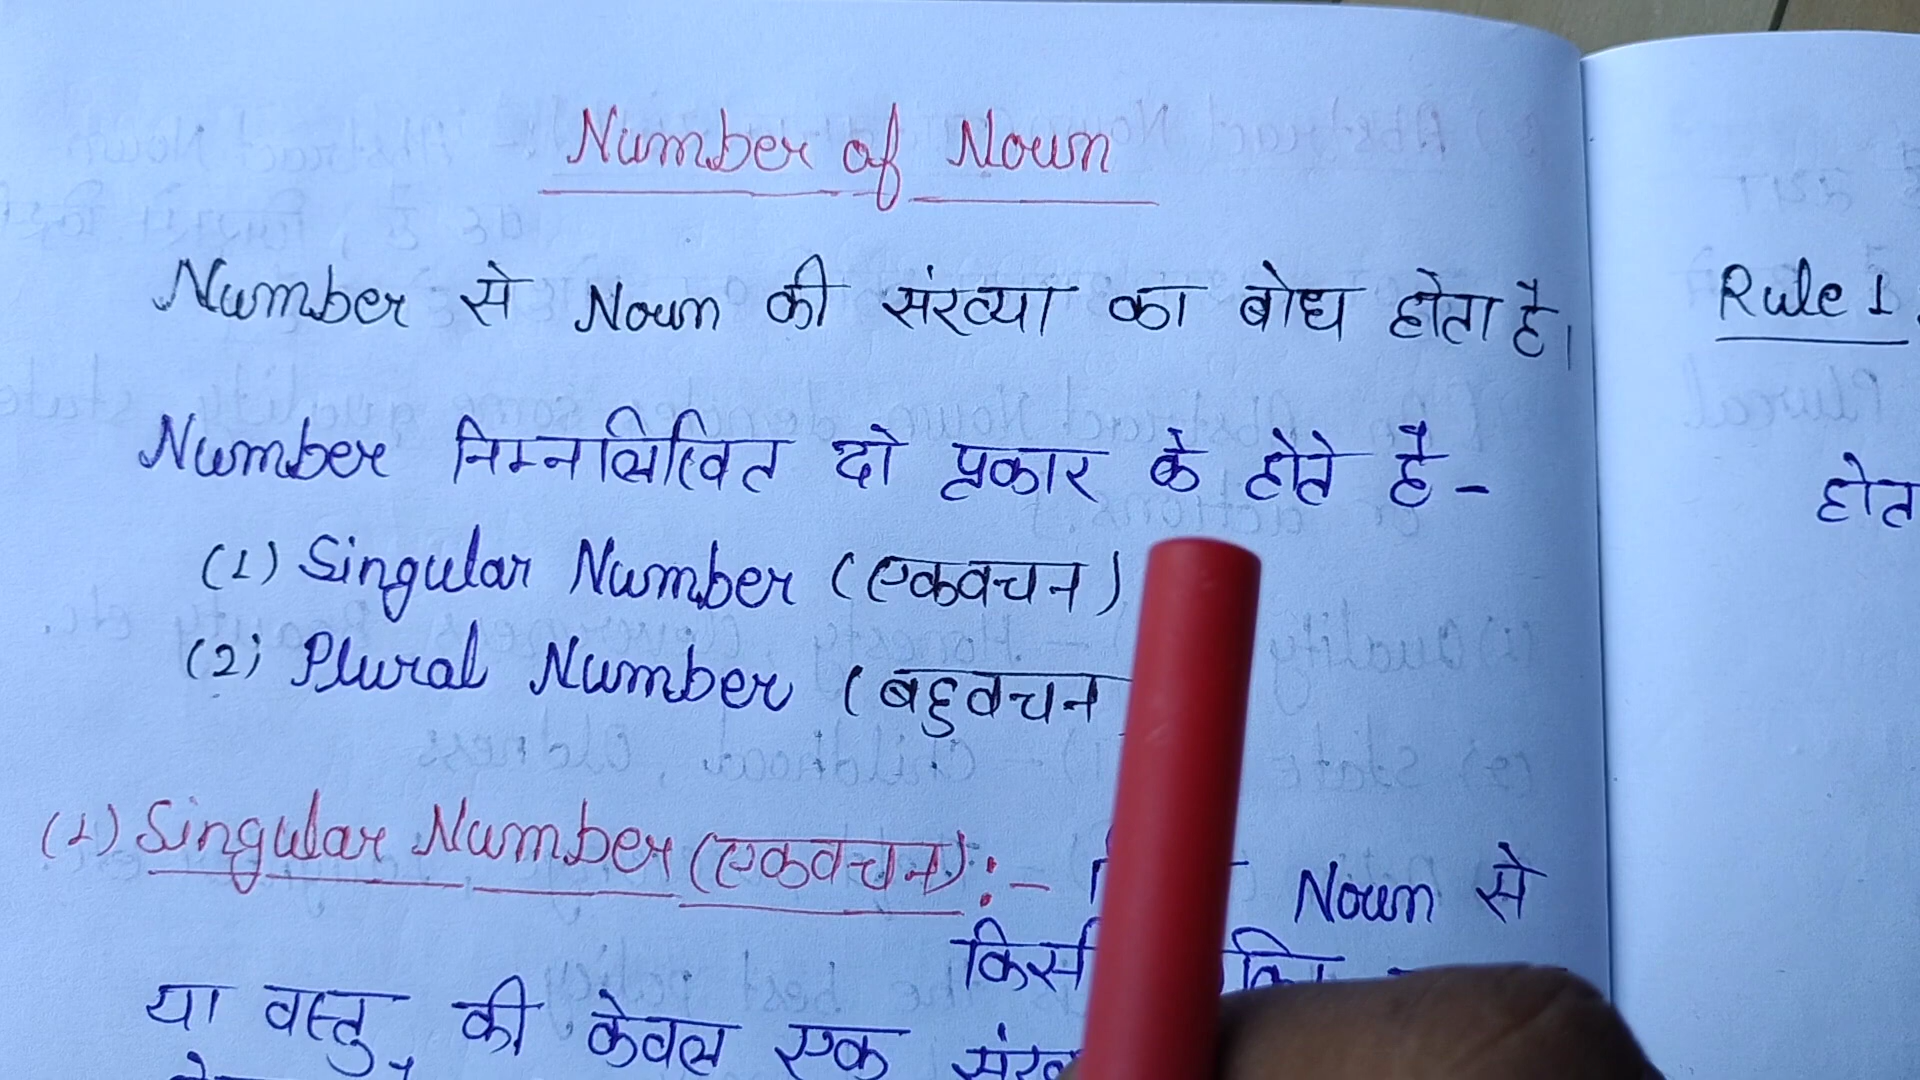 Number of Noun
Number से Noun की संख्या का बोध होता है।
Number निम्नलिखित दो प्रकार के होते है -
(1) Singular Number (एकवचन)
(2) Plural Number (बहुवचन
(1) Singular Number (एकवचन) :- Noun से
या वस्तु की केवल एक
Rule 1